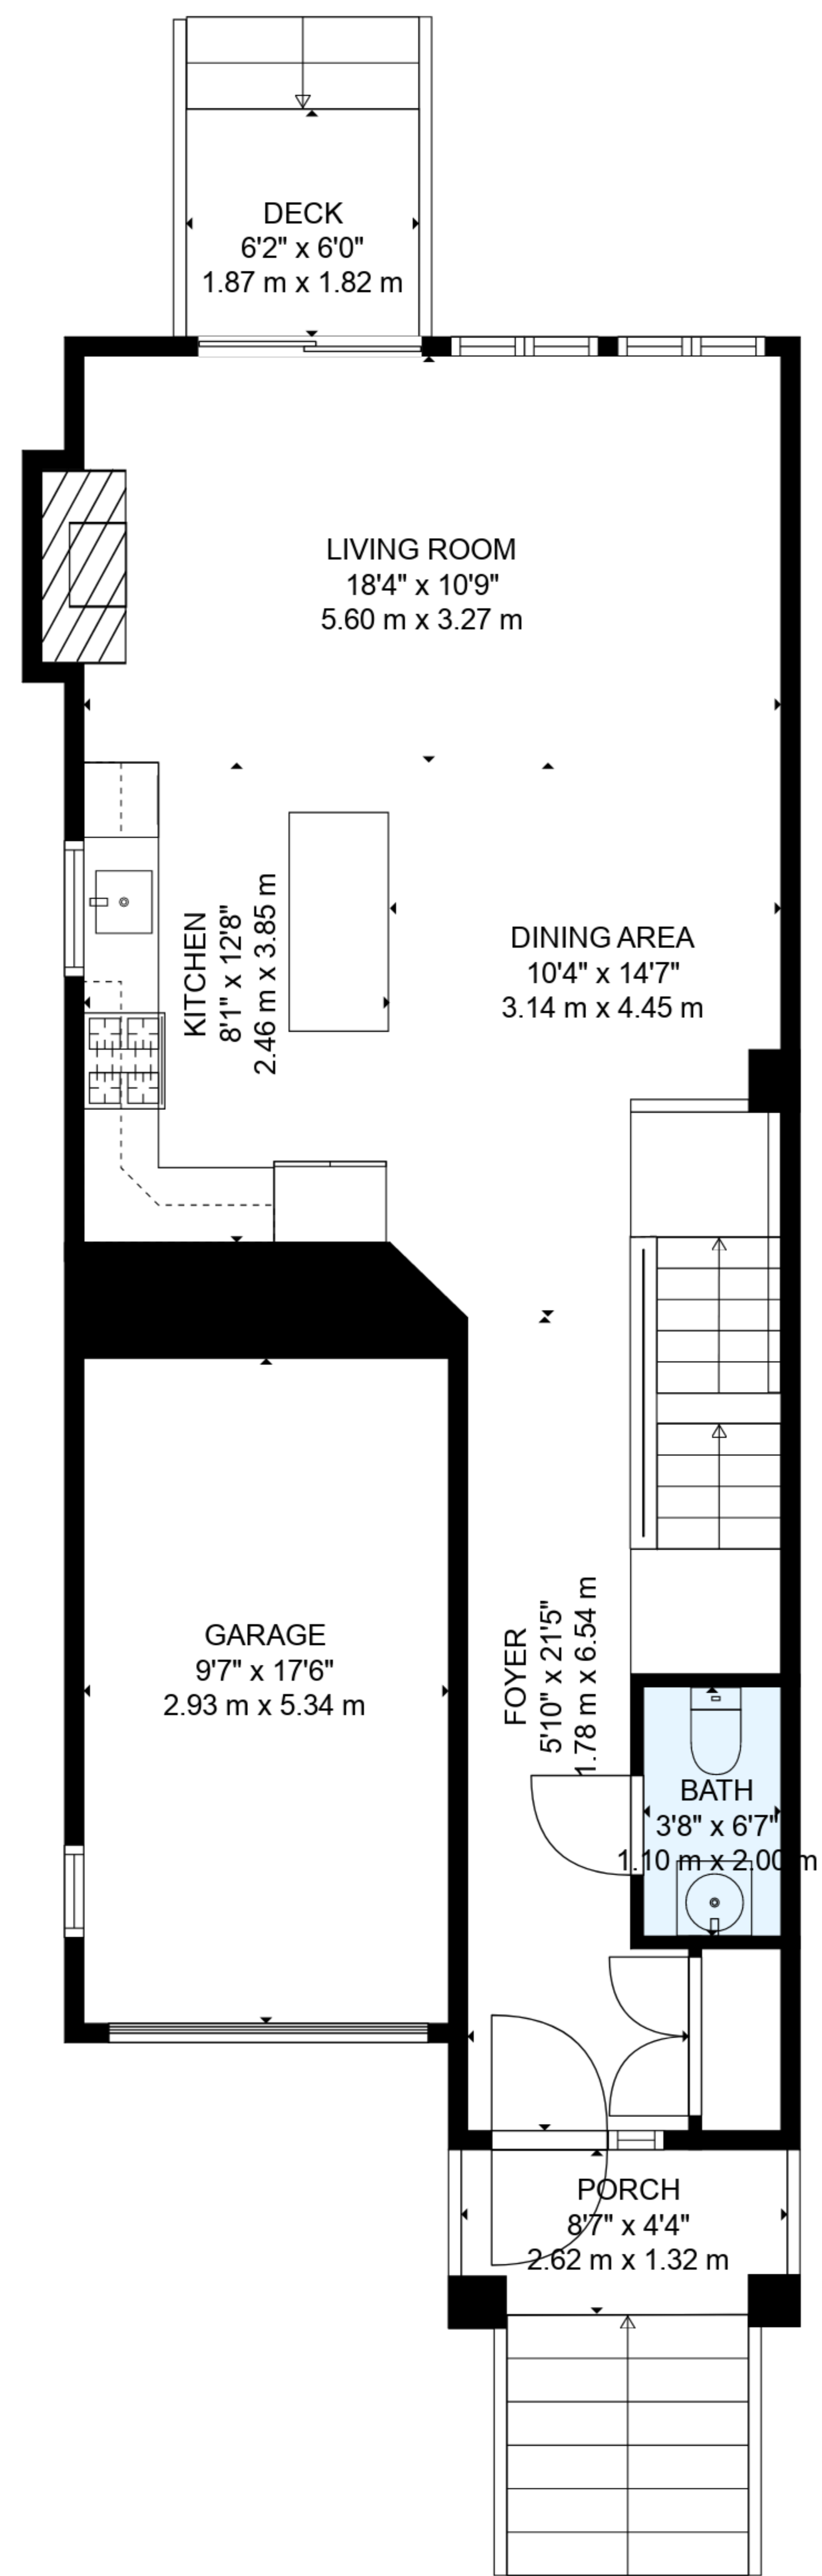 DECK
6'2" x 6'0"
1.87 m x 1.82 m
LIVING ROOM
18'4" x 10'9"
5.60 m x 3.27 m
KITCHEN
8'1" x 12'8"
2.46 m x 3.85 m
DINING AREA
10'4" x 14'7"
3.14 m x 4.45 m
GARAGE
9'7" x 17'6"
2.93 m x 5.34 m
FOYER
5'10" x 21'5"
1.78 m x 6.54 m
BATH
3'8" x 6'7"
1.10 m x 2.00 m
PORCH
8'7" x 4'4"
2.62 m x 1.32 m